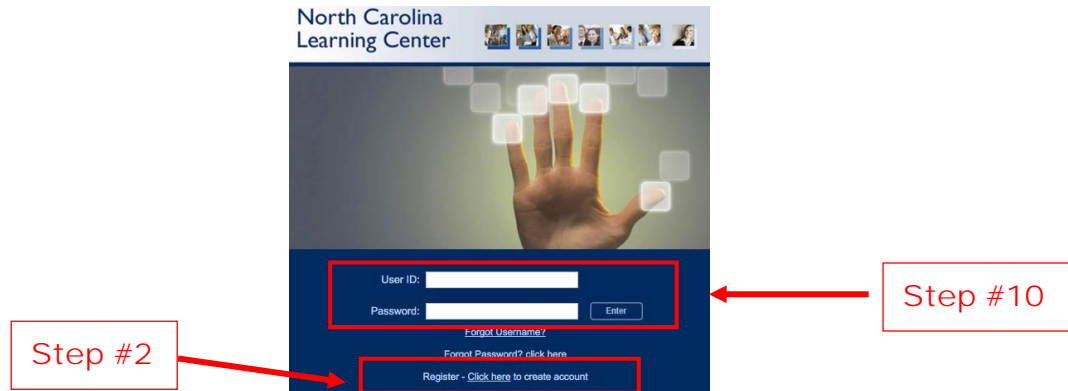 North Carolina
Learning Center
User ID:
Password:
Enter
Forgot Username?
Forgot Password? click here
Register - Click here to create account
Step #10
Step #2